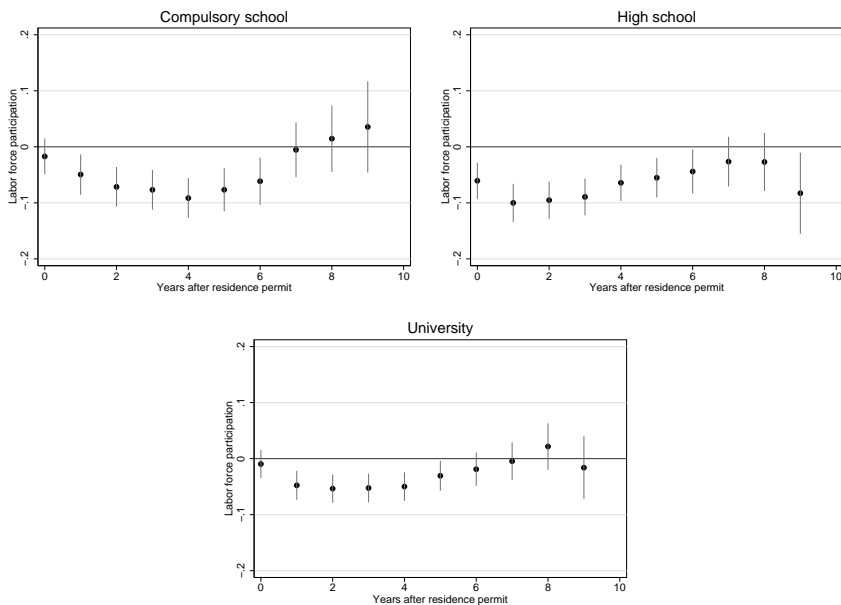 Compulsory school
Labor force participation
.2
.1
0
-.1
-.2
0 2 4 6 8 10
Years after residence permit
High school
Labor force participation
.2
.1
0
-.1
-.2
0 2 4 6 8 10
Years after residence permit
University
Labor force participation
.2
.1
0
-.1
-.2
0 2 4 6 8 10
Years after residence permit